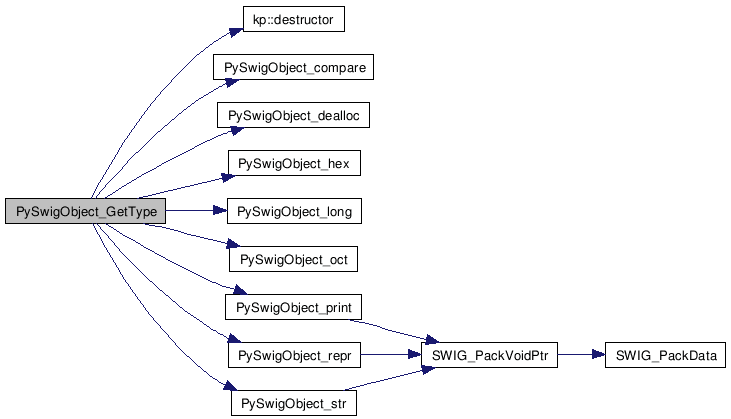 kp::destructor
PySwigObject_compare
PySwigObject_dealloc
PySwigObject_hex
PySwigObject_GetType
PySwigObject_long
PySwigObject_oct
PySwigObject_print
PySwigObject_repr
SWIG_PackVoidPtr
SWIG_PackData
PySwigObject_str